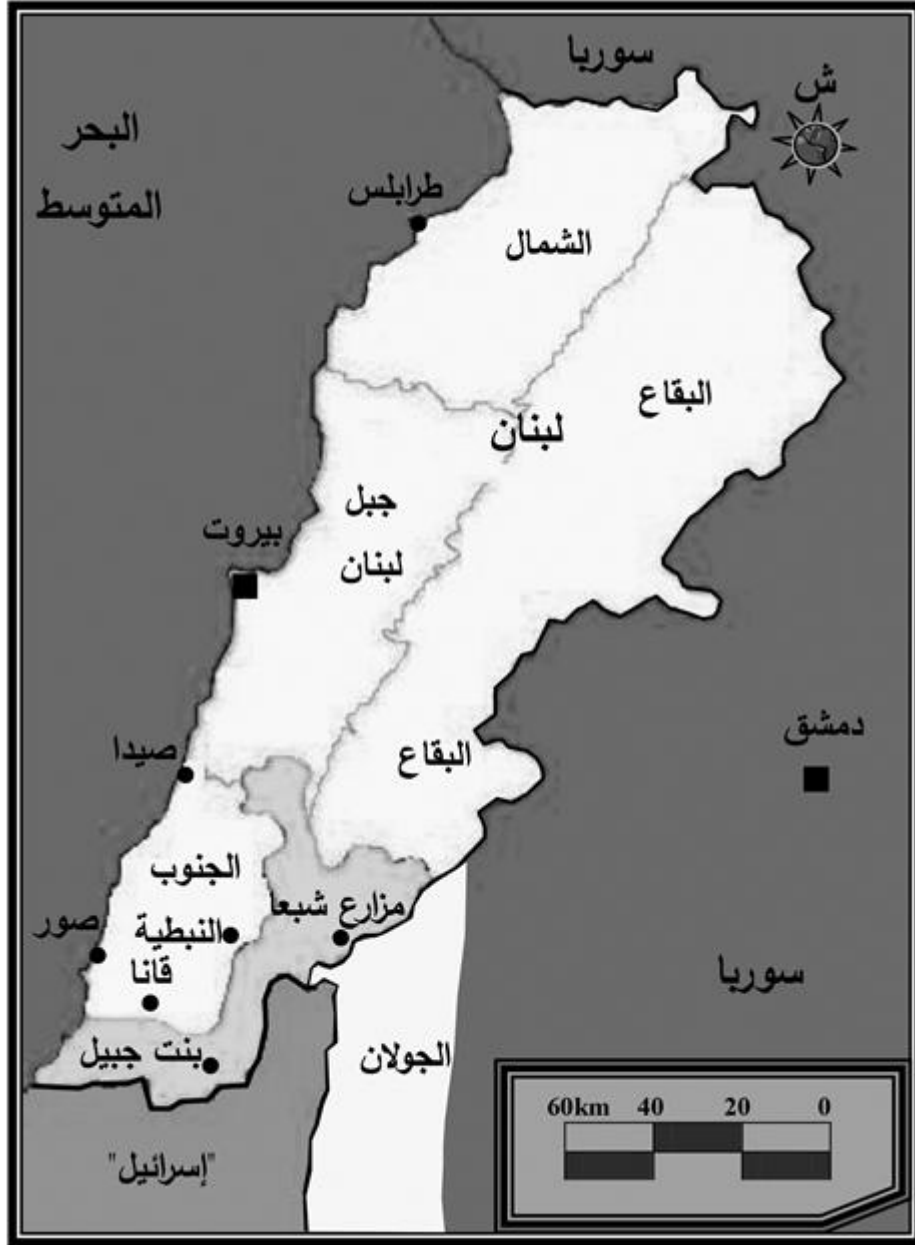 سوريا
ش
البحر
المتوسط
طرابلس
الشمال
البقاع
لبنان
جبل
لبنان
بيروت
دمشق
صيدا
البقاع
الجنوب
مزارع شبعا
النبطية
صور
قانا
سوريا
بنت جبيل
الجولان
60km 40 20 0
"إسرائيل"